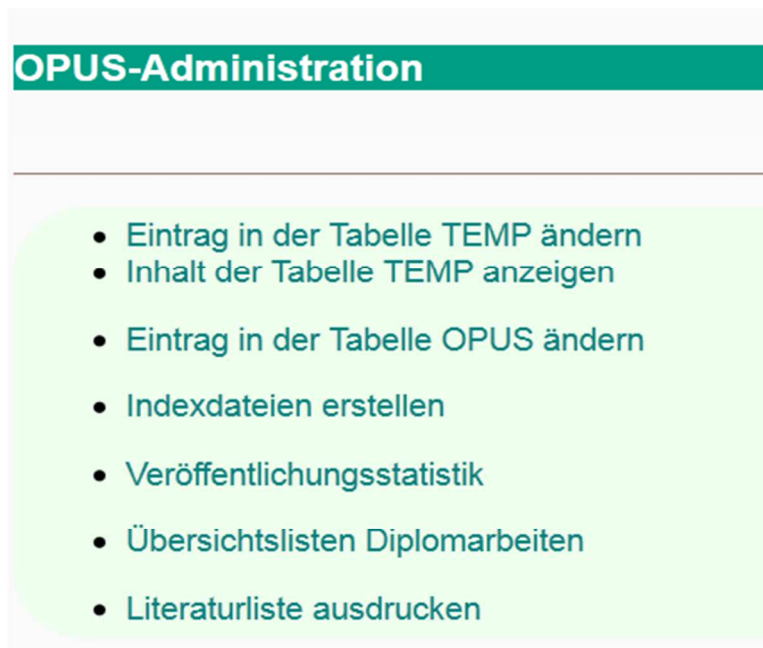 OPUS-Administration
Eintrag in der Tabelle TEMP ändern
Inhalt der Tabelle TEMP anzeigen
Eintrag in der Tabelle OPUS ändern
Indexdateien erstellen
Veröffentlichungsstatistik
Übersichtslisten Diplomarbeiten
Literaturliste ausdrucken